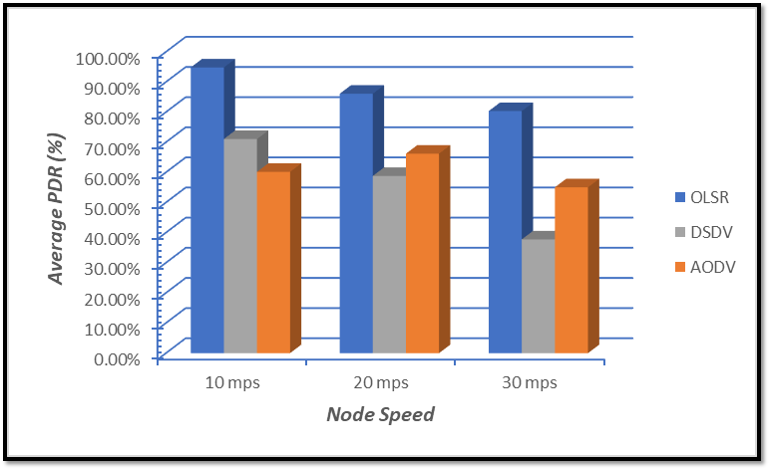 100.00%
90.00%
80.00%
70.00%
60.00%
50.00%
40.00%
30.00%
20.00%
10.00%
0.00%
Average PDR (%)
10 mps
20 mps
30 mps
Node Speed
OLSR
DSDV
AODV